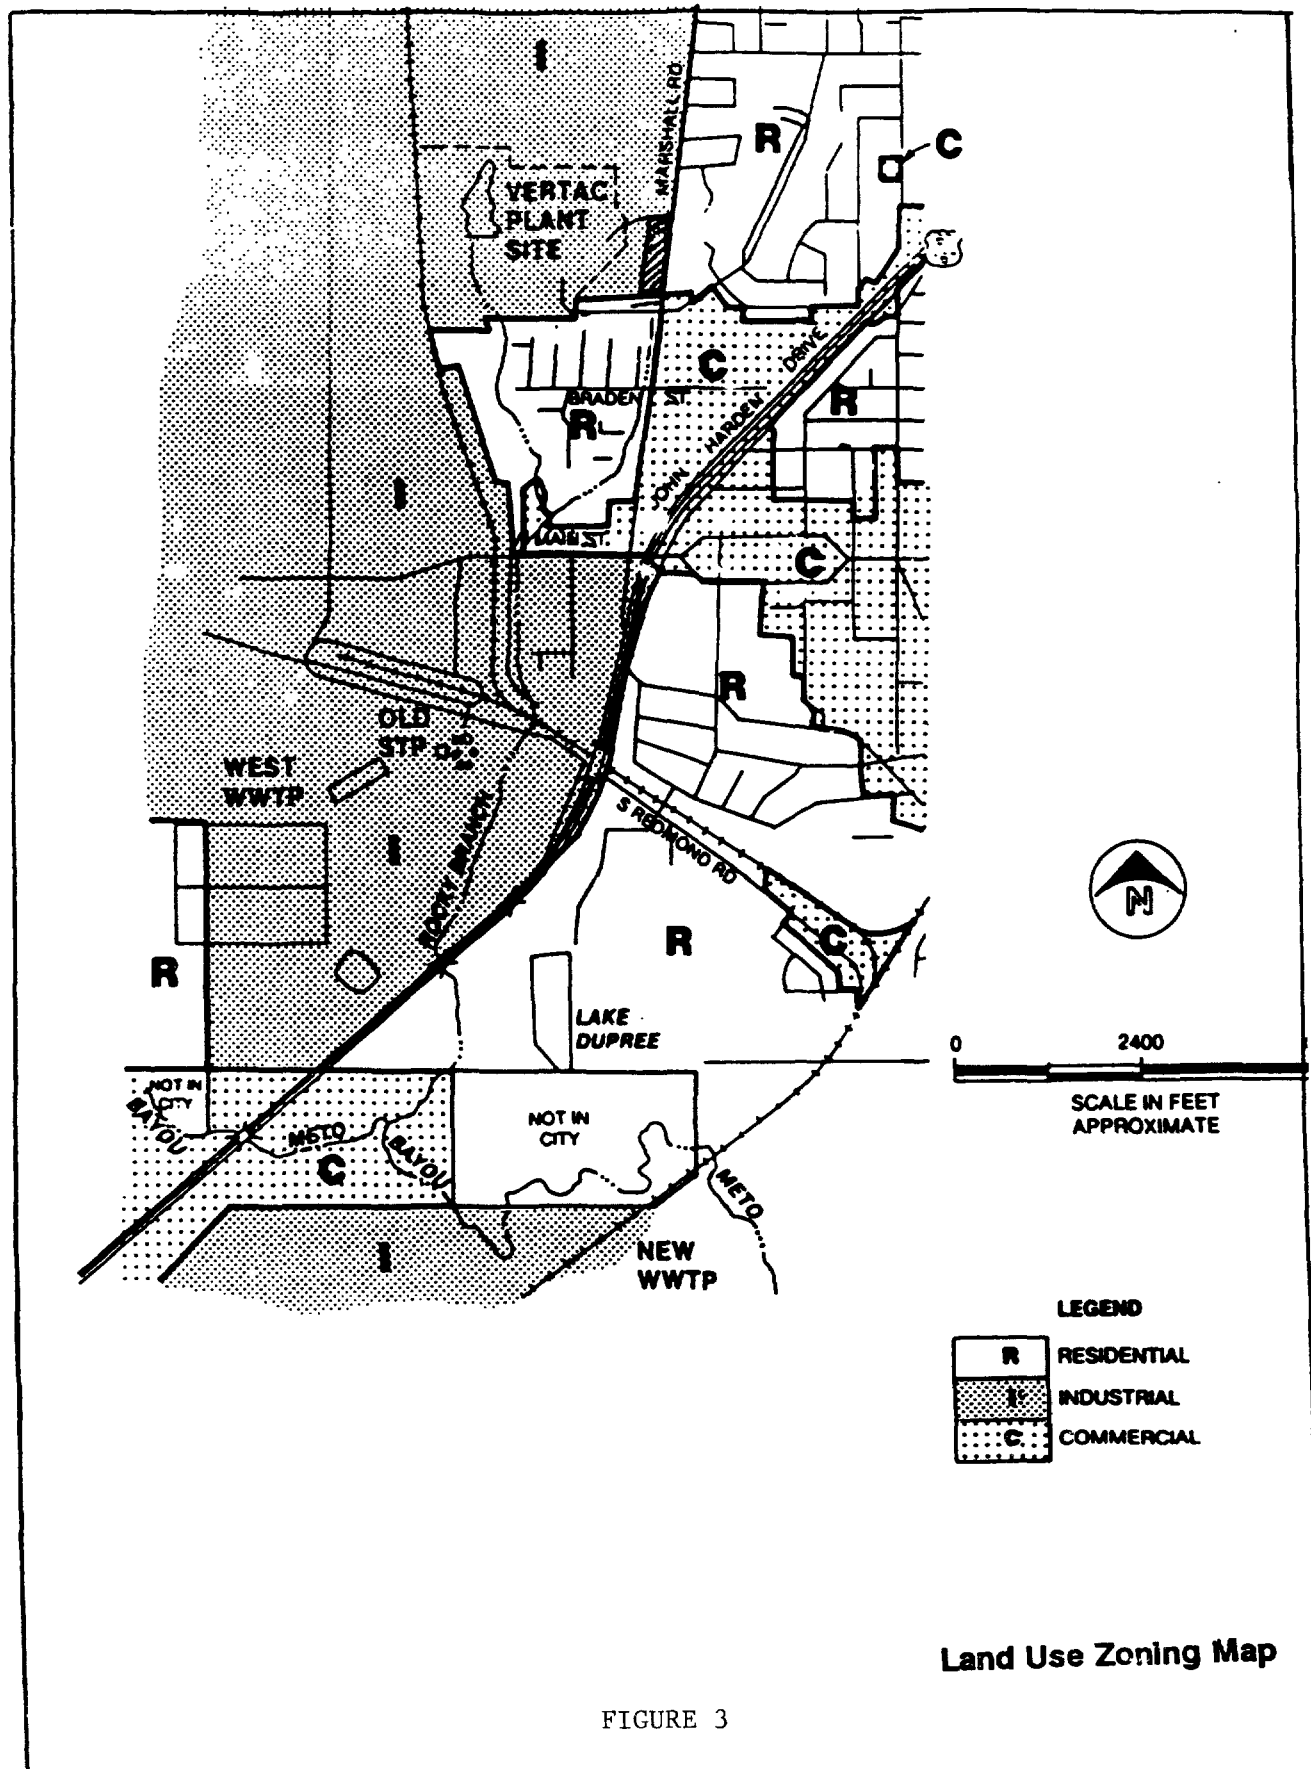 I
MARSHALL RD
R
C
VERTAC
PLANT
SITE
C
JOHN HARDEN DRIVE
R
BRADEN ST.
R
I
MAIN ST.
C
R
OLD
STP
WEST
WWTP
I
ROCKY BRANCH
S REDMOND RD
N
R
R
C
LAKE
DUPREE
0 2400
SCALE IN FEET
APPROXIMATE
NOT IN
CITY
BAYOU
METO
BAYOU
C
NOT IN
CITY
METO
I
NEW
WWTP
LEGEND
R RESIDENTIAL
I INDUSTRIAL
C COMMERCIAL
Land Use Zoning Map
FIGURE 3